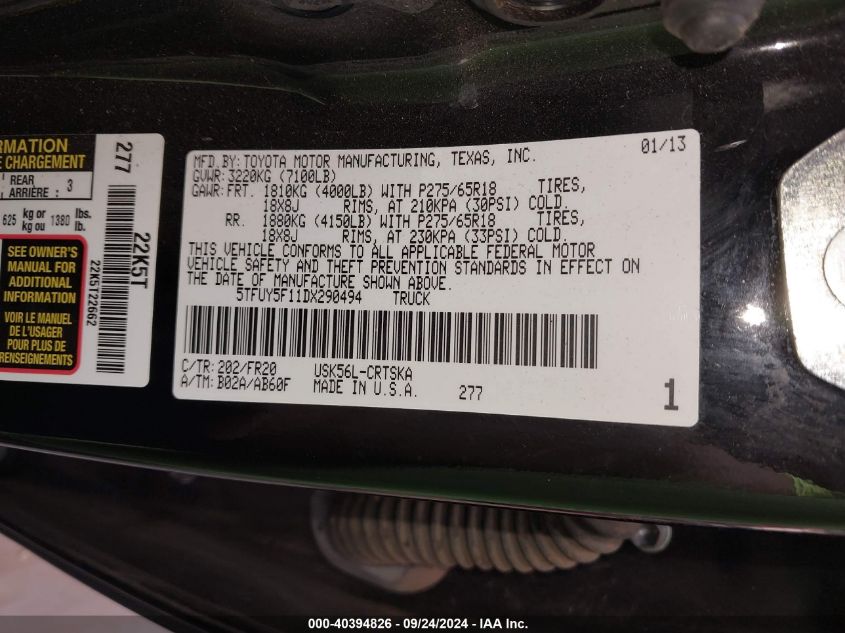 RMATION
E CHARGEMENT
REAR
ARRIÈRE : 3
625 kg or kg ou 1380 lbs. lb.
SEE OWNER'S
MANUAL FOR
ADDITIONAL
INFORMATION
VOIR LE MANUEL
DE L'USAGER
POUR PLUS DE
RENSEIGNEMENTS
277
22K5T
22K5T22662
MFD.BY:TOYOTA MOTOR MANUFACTURING, TEXAS, INC. 01/13
GVWR:3220KG (7100LB)
GAWR:FRT. 1810KG (4000LB) WITH P275/65R18 TIRES,
18X8J RIMS, AT 210KPA (30PSI) COLD.
RR. 1880KG (4150LB) WITH P275/65R18 TIRES,
18X8J RIMS, AT 230KPA (33PSI) COLD.
THIS VEHICLE CONFORMS TO ALL APPLICABLE FEDERAL MOTOR
VEHICLE SAFETY AND THEFT PREVENTION STANDARDS IN EFFECT ON
THE DATE OF MANUFACTURE SHOWN ABOVE.
5TFUY5F11DX290494 TRUCK
C/TR:202/FR20 USK56L-CRTSKA
A/TM:B02A/AB60F MADE IN U.S.A. 277 1
000-40394826 - 09/24/2024 - IAA Inc.